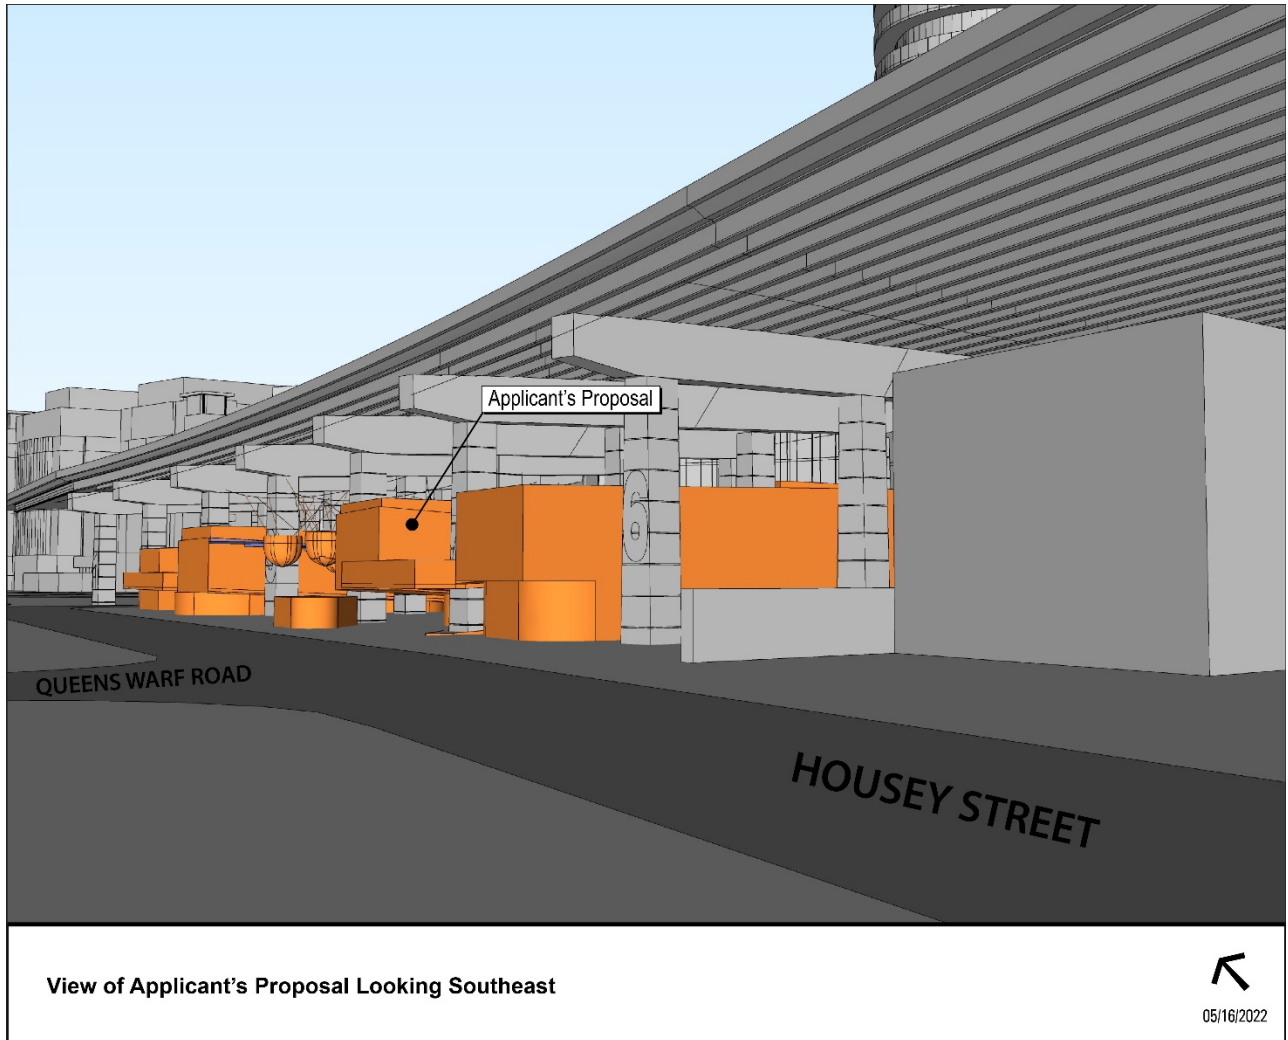 Applicant's Proposal
6
QUEENS WARF ROAD
HOUSEY STREET
View of Applicant's Proposal Looking Southeast
05/16/2022